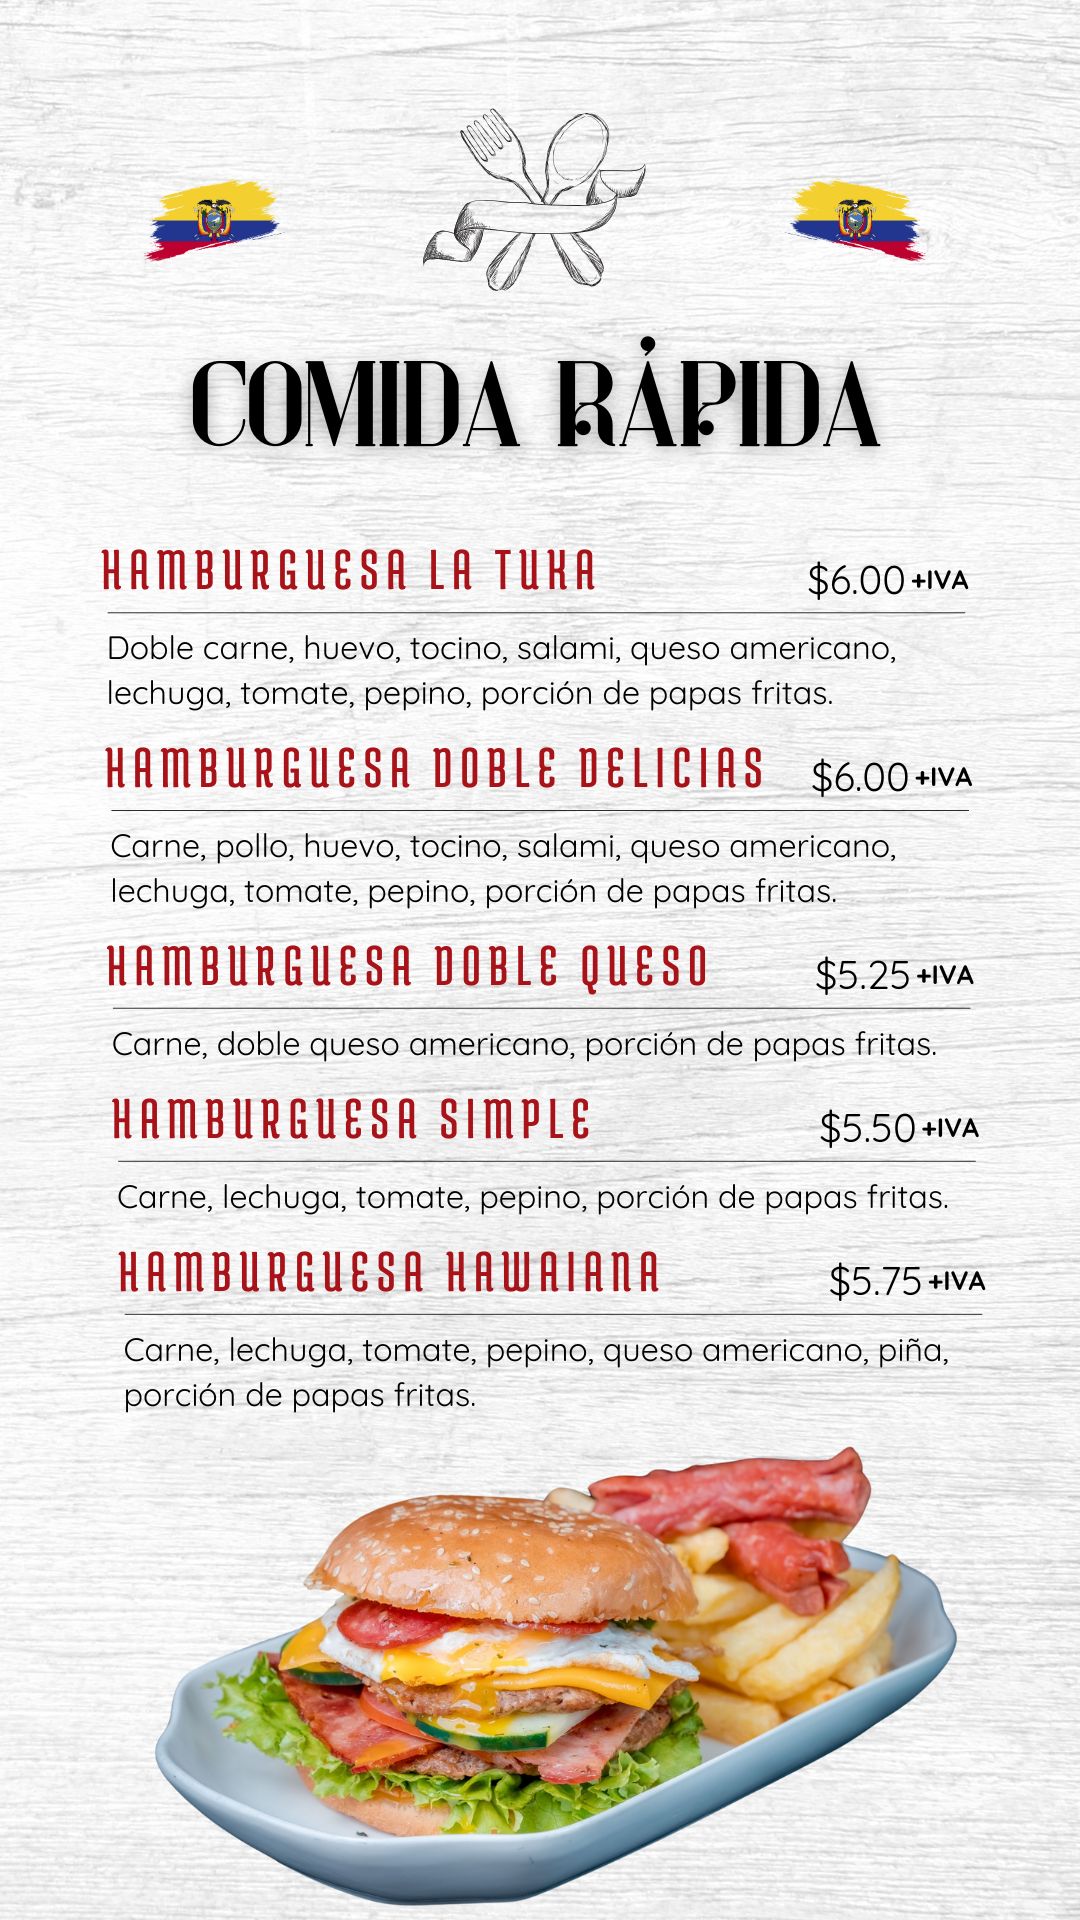 COMIDA RÁPIDA
HAMBURGUESA LA TUKA $6.00 +IVA
Doble carne, huevo, tocino, salami, queso americano,
lechuga, tomate, pepino, porción de papas fritas.
HAMBURGUESA DOBLE DELICIAS $6.00 +IVA
Carne, pollo, huevo, tocino, salami, queso americano,
lechuga, tomate, pepino, porción de papas fritas.
HAMBURGUESA DOBLE QUESO $5.25 +IVA
Carne, doble queso americano, porción de papas fritas.
HAMBURGUESA SIMPLE $5.50 +IVA
Carne, lechuga, tomate, pepino, porción de papas fritas.
HAMBURGUESA HAWAIANA $5.75 +IVA
Carne, lechuga, tomate, pepino, queso americano, piña,
porción de papas fritas.